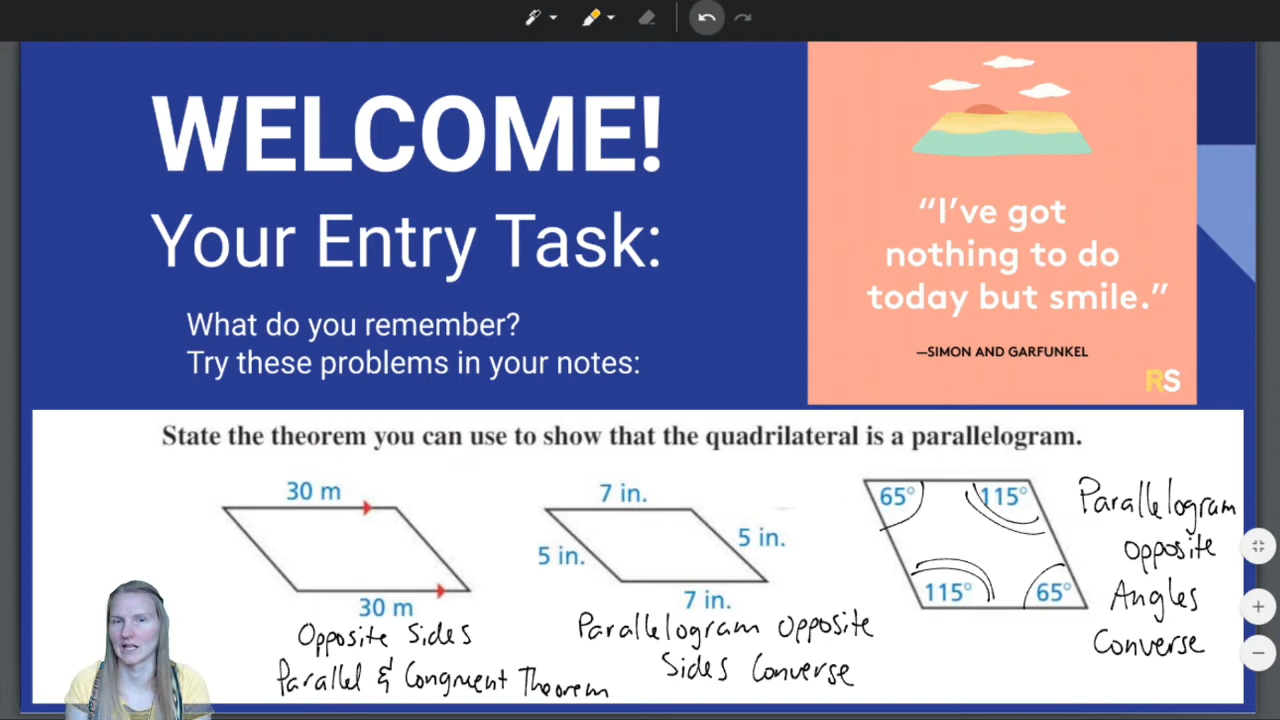 WELCOME!
Your Entry Task:
What do you remember?
Try these problems in your notes:
“I’ve got
nothing to do
today but smile.”
—SIMON AND GARFUNKEL
RS
State the theorem you can use to show that the quadrilateral is a parallelogram.
30 m
30 m
Opposite Sides
Parallel & Congruent Theorem
7 in.
5 in.
5 in.
7 in.
Parallelogram Opposite
Sides Converse
65°
115°
115°
65°
Parallelogram
Opposite
Angles
Converse